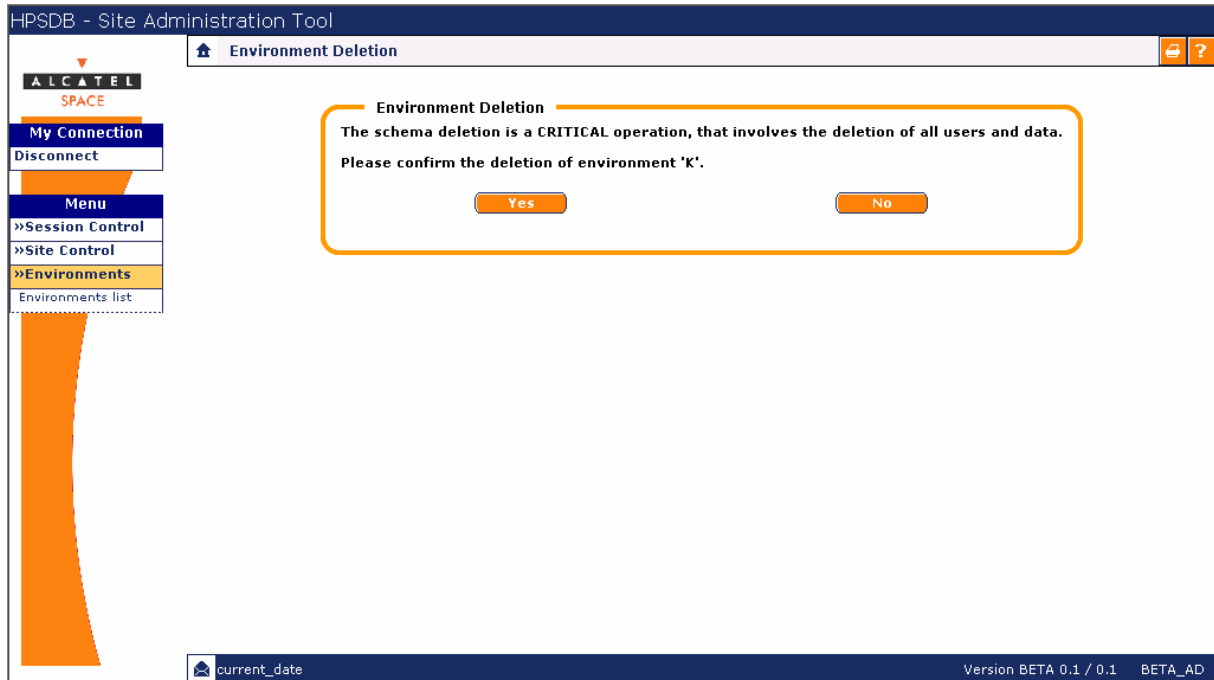 HPSDB - Site Administration Tool
Environment Deletion
?
ALCATEL
SPACE
My Connection
Disconnect
Menu
»Session Control
»Site Control
»Environments
Environments list
Environment Deletion
The schema deletion is a CRITICAL operation, that involves the deletion of all users and data.
Please confirm the deletion of environment 'K'.
Yes No
current_date Version BETA 0.1 / 0.1 BETA_AD